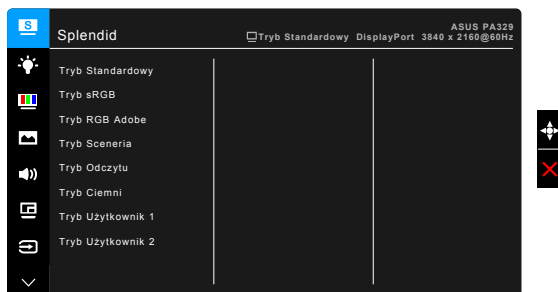 S
Splendid
ASUS PA329
Tryb Standardowy DisplayPort 3840 x 2160@60Hz
Tryb Standardowy
Tryb sRGB
Tryb RGB Adobe
Tryb Sceneria
Tryb Odczytu
Tryb Ciemni
Tryb Użytkownik 1
Tryb Użytkownik 2